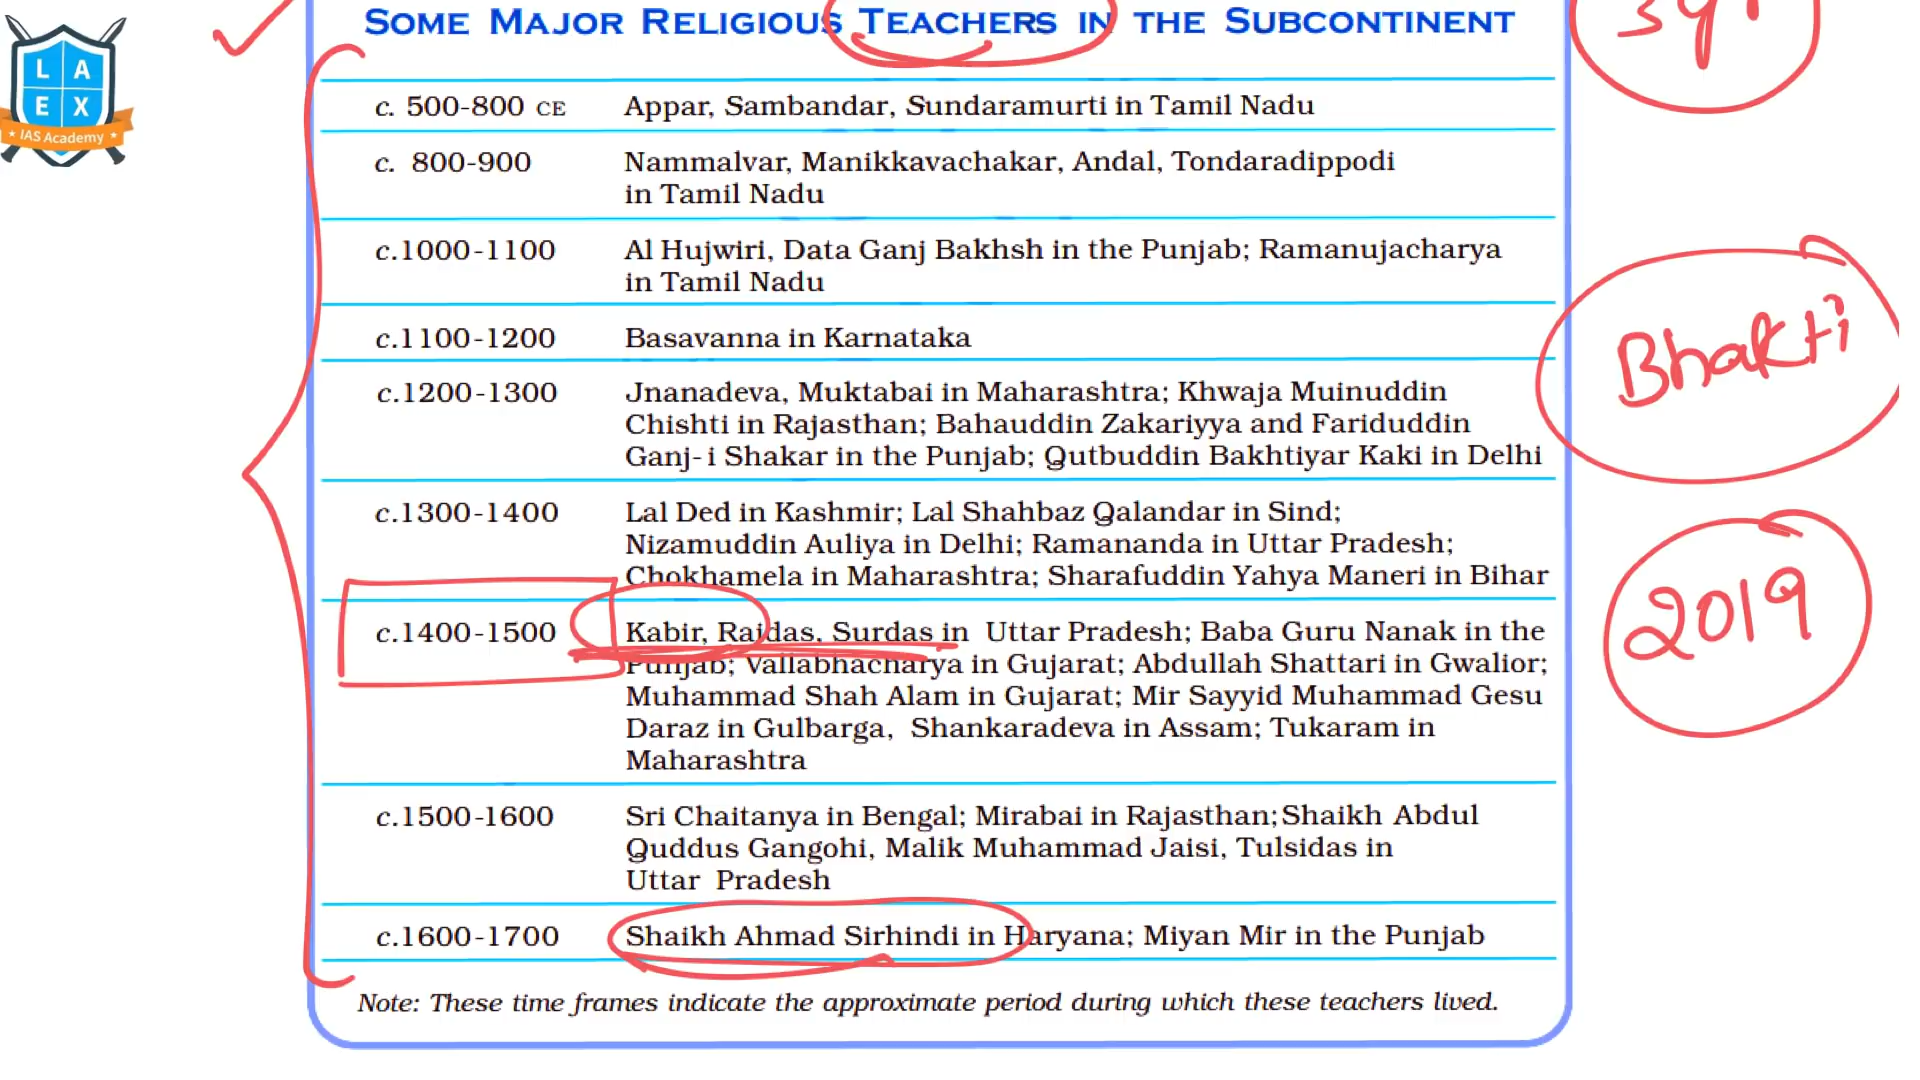 SOME MAJOR RELIGIOUS TEACHERS IN THE SUBCONTINENT
L A
E X
IAS Academy
c. 500-800 CE Appar, Sambandar, Sundaramurti in Tamil Nadu
c. 800-900 Nammalvar, Manikkavachakar, Andal, Tondaradippodi
in Tamil Nadu
c.1000-1100 Al Hujwiri, Data Ganj Bakhsh in the Punjab; Ramanujacharya
in Tamil Nadu
c.1100-1200 Basavanna in Karnataka
Bhakti
c.1200-1300 Jnanadeva, Muktabai in Maharashtra; Khwaja Muinuddin
Chishti in Rajasthan; Bahauddin Zakariyya and Fariduddin
Ganj-i Shakar in the Punjab; Qutbuddin Bakhtiyar Kaki in Delhi
c.1300-1400 Lal Ded in Kashmir; Lal Shahbaz Qalandar in Sind;
Nizamuddin Auliya in Delhi; Ramananda in Uttar Pradesh;
Chokhamela in Maharashtra; Sharafuddin Yahya Maneri in Bihar
2019
c.1400-1500 Kabir, Raidas, Surdas in Uttar Pradesh; Baba Guru Nanak in the
Punjab; Vallabhacharya in Gujarat; Abdullah Shattari in Gwalior;
Muhammad Shah Alam in Gujarat; Mir Sayyid Muhammad Gesu
Daraz in Gulbarga, Shankaradeva in Assam; Tukaram in
Maharashtra
c.1500-1600 Sri Chaitanya in Bengal; Mirabai in Rajasthan; Shaikh Abdul
Quddus Gangohi, Malik Muhammad Jaisi, Tulsidas in
Uttar Pradesh
c.1600-1700 Shaikh Ahmad Sirhindi in Haryana; Miyan Mir in the Punjab
Note: These time frames indicate the approximate period during which these teachers lived.